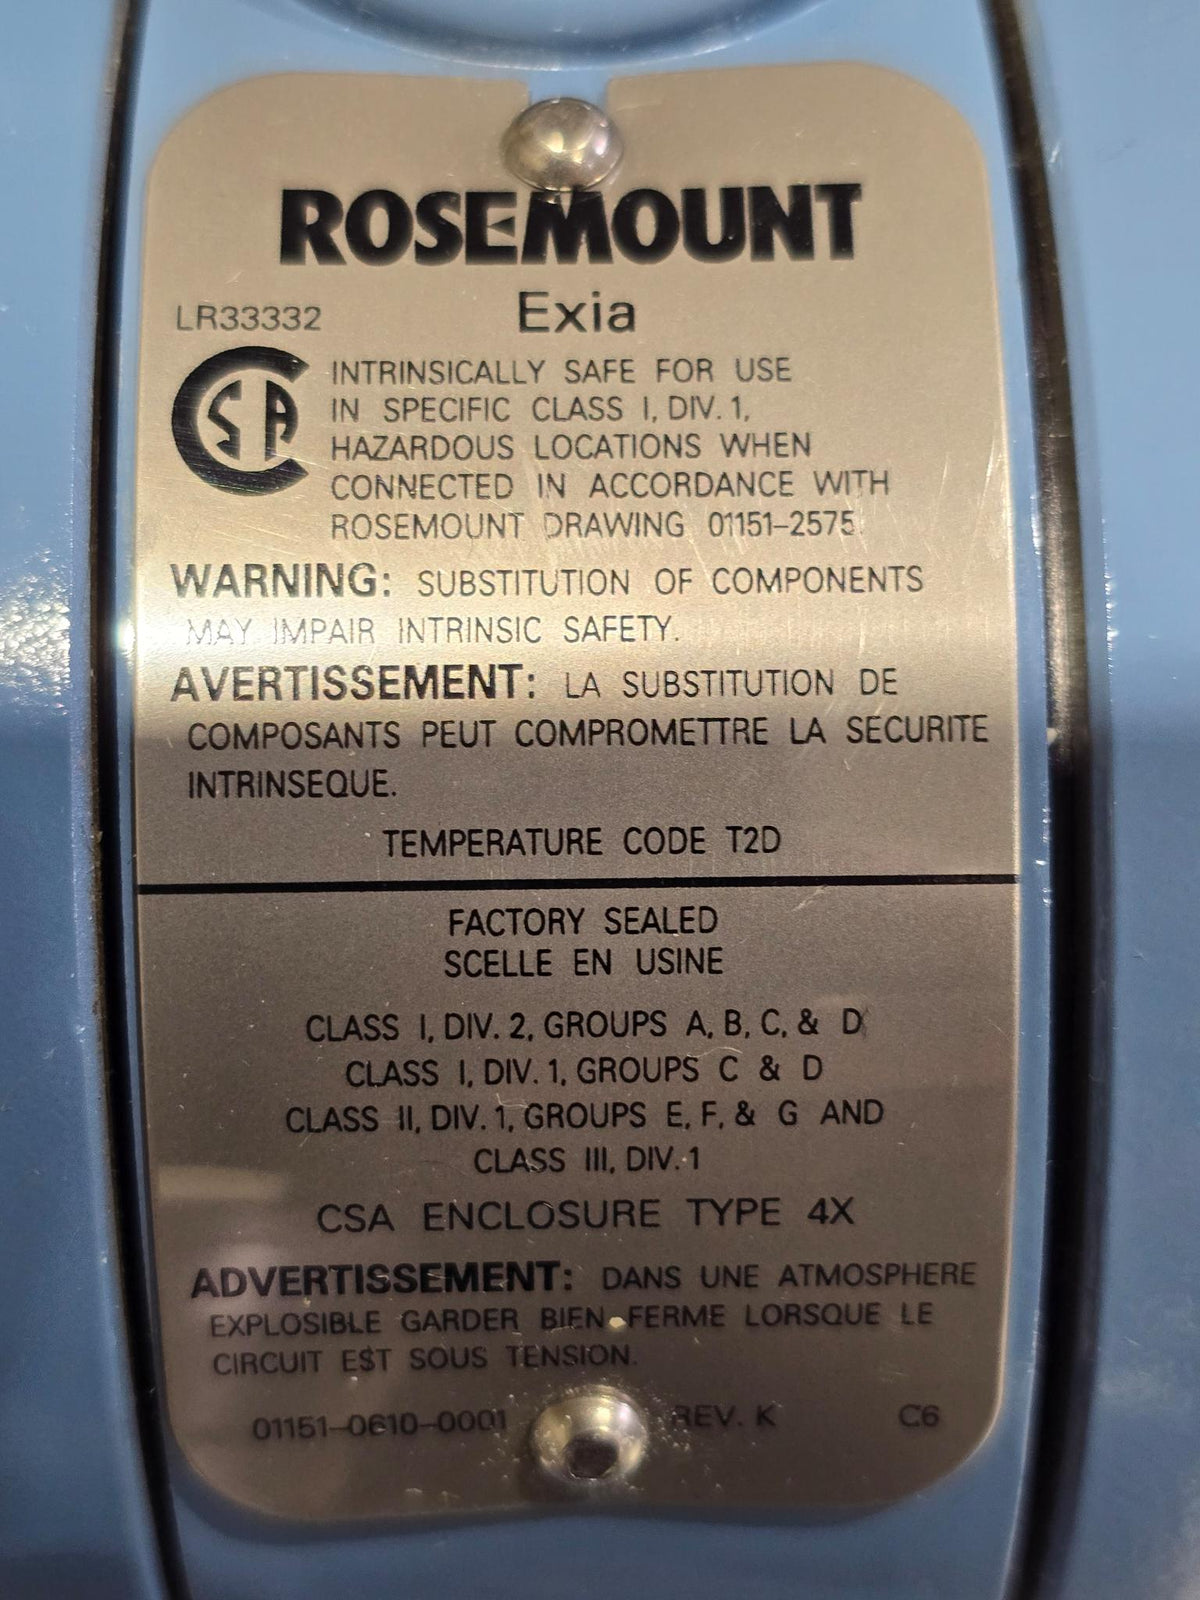 ROSEMOUNT
Exia
LR33332
CSA
INTRINSICALLY SAFE FOR USE
IN SPECIFIC CLASS I, DIV. 1,
HAZARDOUS LOCATIONS WHEN
CONNECTED IN ACCORDANCE WITH
ROSEMOUNT DRAWING 01151-2575.
WARNING: SUBSTITUTION OF COMPONENTS
MAY IMPAIR INTRINSIC SAFETY.
AVERTISSEMENT: LA SUBSTITUTION DE
COMPOSANTS PEUT COMPROMETTRE LA SECURITE
INTRINSEQUE.
TEMPERATURE CODE T2D
FACTORY SEALED
SCELLE EN USINE
CLASS I, DIV. 2, GROUPS A, B, C, & D
CLASS I, DIV. 1, GROUPS C & D
CLASS II, DIV. 1, GROUPS E, F, & G AND
CLASS III, DIV. 1
CSA ENCLOSURE TYPE 4X
ADVERTISSEMENT: DANS UNE ATMOSPHERE
EXPLOSIBLE GARDER BIEN FERME LORSQUE LE
CIRCUIT EST SOUS TENSION.
01151-0610-0001 REV. K C6